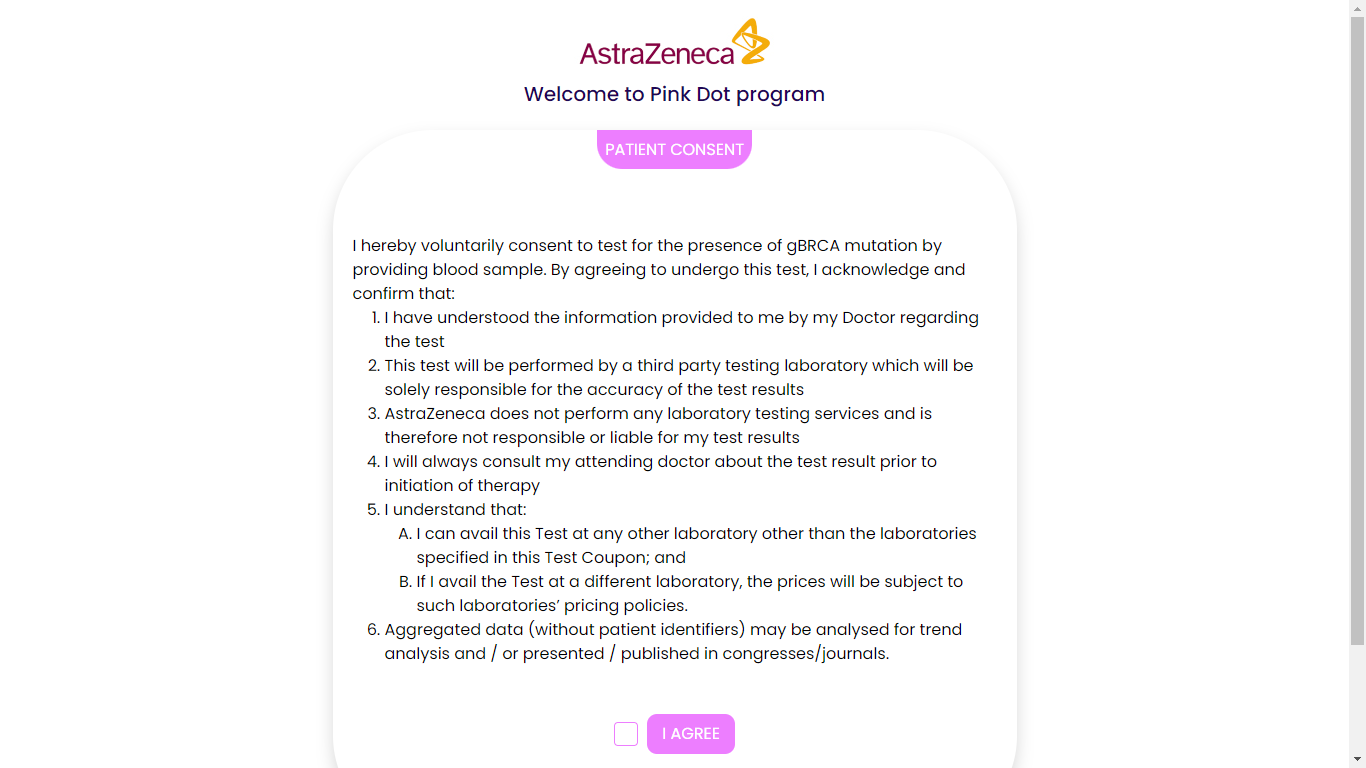 AstraZeneca
Welcome to Pink Dot program
PATIENT CONSENT
I hereby voluntarily consent to test for the presence of gBRCA mutation by
providing blood sample. By agreeing to undergo this test, I acknowledge and
confirm that:
1. I have understood the information provided to me by my Doctor regarding
the test
2. This test will be performed by a third party testing laboratory which will be
solely responsible for the accuracy of the test results
3. AstraZeneca does not perform any laboratory testing services and is
therefore not responsible or liable for my test results
4. I will always consult my attending doctor about the test result prior to
initiation of therapy
5. I understand that:
A. I can avail this Test at any other laboratory other than the laboratories
specified in this Test Coupon; and
B. If I avail the Test at a different laboratory, the prices will be subject to
such laboratories’ pricing policies.
6. Aggregated data (without patient identifiers) may be analysed for trend
analysis and / or presented / published in congresses/journals.
I AGREE